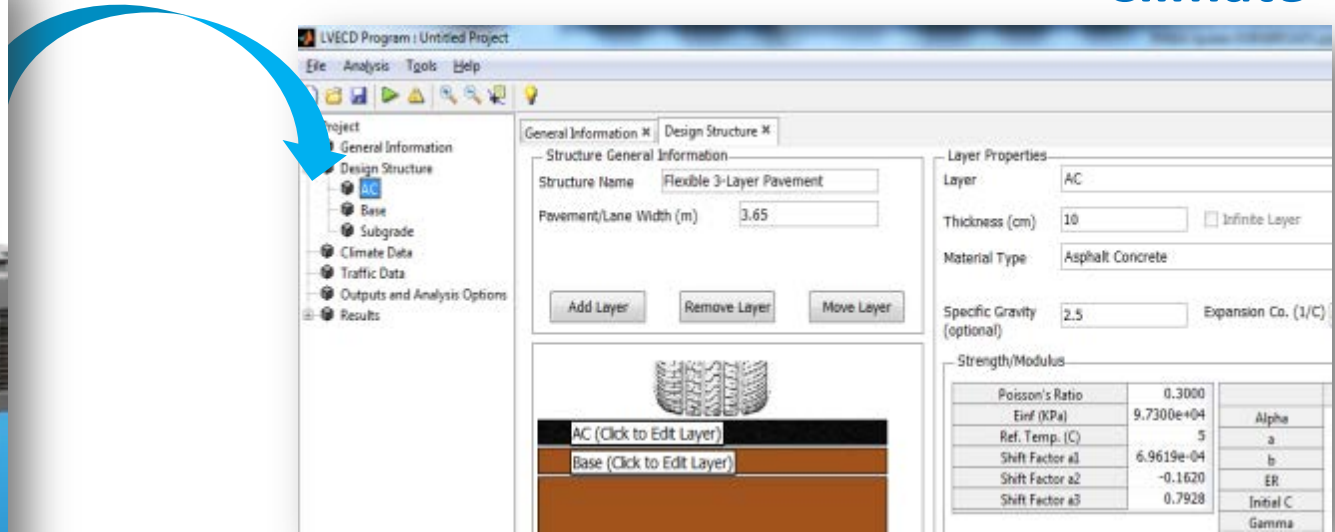 LVECD Program : Untitled Project
File Analysis Tools Help
Project
General Information
Design Structure
AC
Base
Subgrade
Climate Data
Traffic Data
Outputs and Analysis Options
Results
General Information Design Structure
Structure General Information
Structure Name Flexible 3-Layer Pavement
Pavement/Lane Width (m) 3.65
Add Layer Remove Layer Move Layer
AC (Click to Edit Layer)
Base (Click to Edit Layer)
Layer Properties
Layer AC
Thickness (cm) 10 Infinite Layer
Material Type Asphalt Concrete
Specific Gravity 2.5 Expansion Co. (1/C)
(optional)
Strength/Modulus
Poisson's Ratio 0.3000
Einf (KPa) 9.7300e+04 Alpha
Ref. Temp. (C) 5 a
Shift Factor a1 6.9619e-04 b
Shift Factor a2 -0.1620 ER
Shift Factor a3 0.7928 Initial C
Gamma